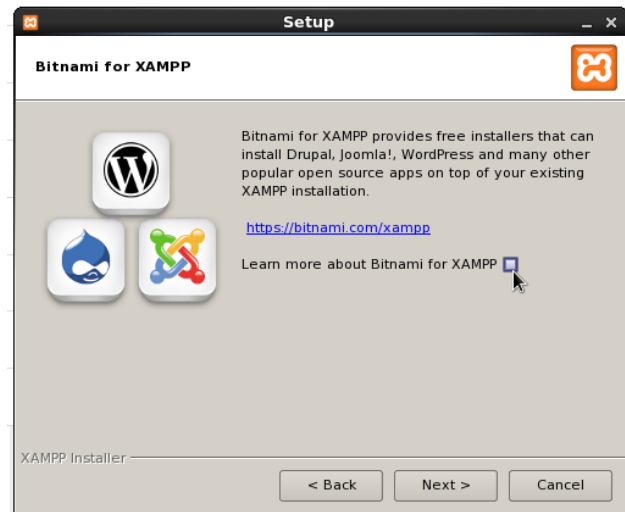 Setup
Bitnami for XAMPP
Bitnami for XAMPP provides free installers that can
install Drupal, Joomla!, WordPress and many other
popular open source apps on top of your existing
XAMPP installation.
https://bitnami.com/xampp
Learn more about Bitnami for XAMPP
XAMPP Installer
< Back Next > Cancel